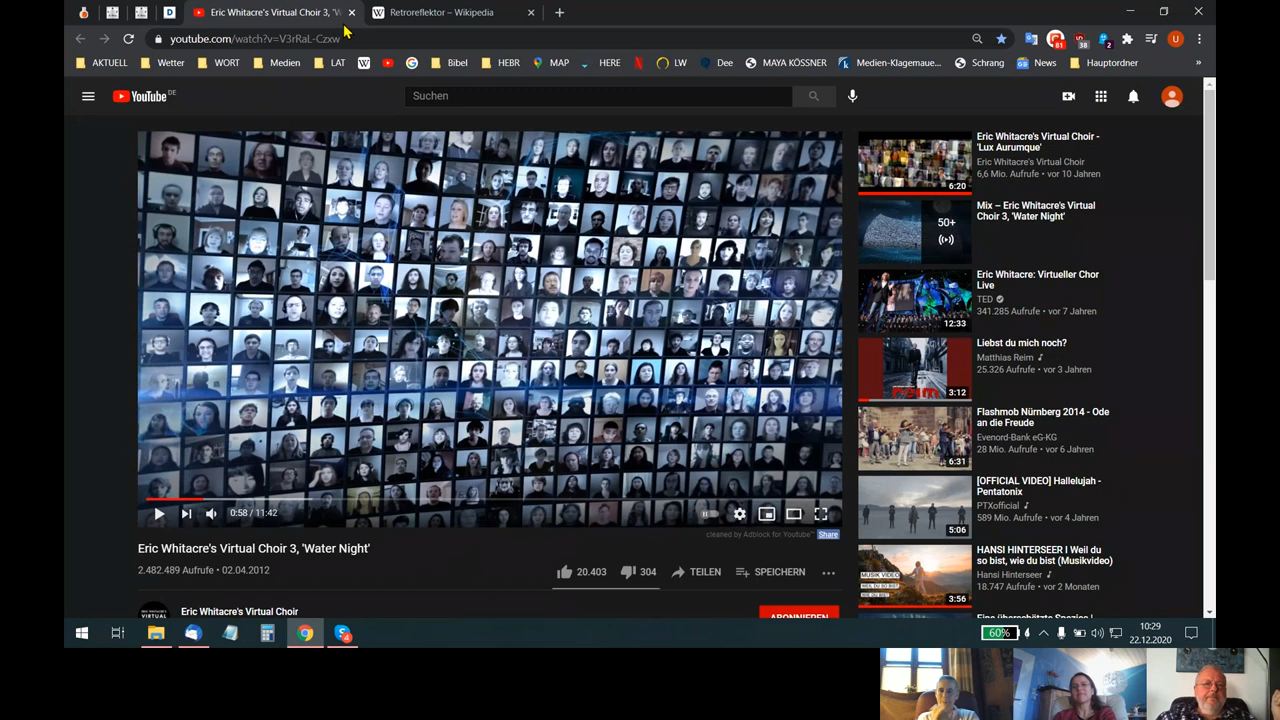 Eric Whitacre's Virtual Choir 3, 'W
Retroreflektor – Wikipedia
youtube.com/watch?v=V3rRaL-Czxw
81
38
2
U
AKTUELL
Wetter
WORT
Medien
LAT
Bibel
HEBR
MAP
HERE
LW
Dee
MAYA KÖSSNER
Medien-Klagemaue...
Schrang
News
Hauptordner
»
YouTube DE
Suchen
Eric Whitacre's Virtual Choir -
'Lux Aurumque'
Eric Whitacre's Virtual Choir
6,6 Mio. Aufrufe • vor 10 Jahren
6:20
Mix – Eric Whitacre's Virtual
Choir 3, 'Water Night'
50+
Eric Whitacre: Virtueller Chor
Live
TED
341.285 Aufrufe • vor 7 Jahren
12:33
Liebst du mich noch?
Matthias Reim
25.326 Aufrufe • vor 3 Jahren
reim
3:12
Flashmob Nürnberg 2014 - Ode
an die Freude
Evenord-Bank eG-KG
28 Mio. Aufrufe • vor 6 Jahren
6:31
[OFFICIAL VIDEO] Hallelujah -
Pentatonix
PTXofficial
589 Mio. Aufrufe • vor 4 Jahren
5:06
HANSI HINTERSEER I Weil du
so bist, wie du bist (Musikvideo)
Hansi Hinterseer
18.747 Aufrufe • vor 2 Monaten
MUSIK VIDEO
3:56
0:58 / 11:42
cleaned by Adblock for Youtube™ Share
Eric Whitacre's Virtual Choir 3, 'Water Night'
2.482.489 Aufrufe • 02.04.2012
20.403
304
TEILEN
SPEICHERN
Eric Whitacre's Virtual Choir
ABONNIEREN
4
60%
10:29
22.12.2020